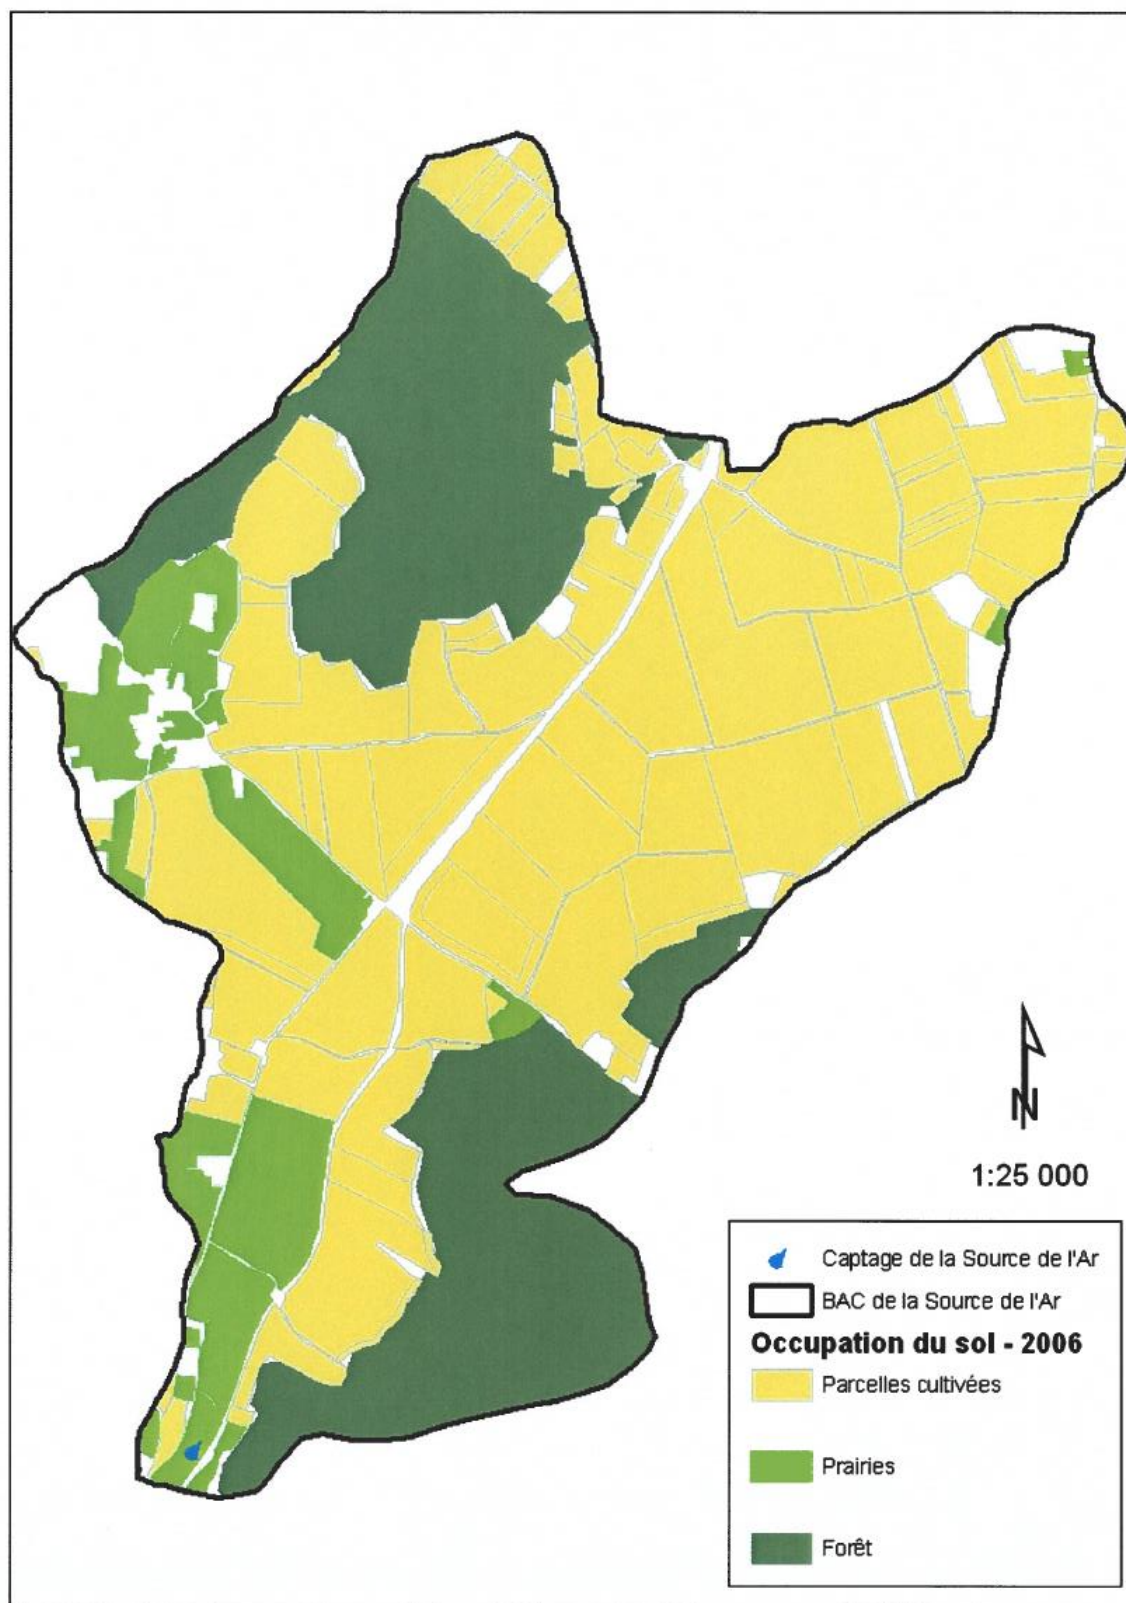 N
1:25 000
Captage de la Source de l'Ar
BAC de la Source de l'Ar
Occupation du sol - 2006
Parcelles cultivées
Prairies
Forêt